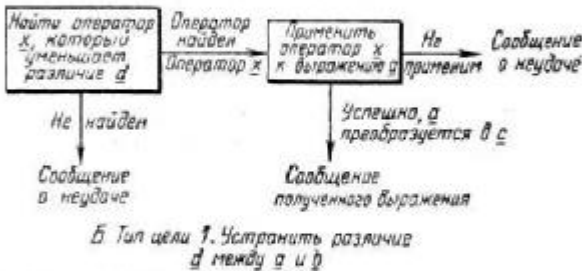 Найти оператор
x, который
уменьшает
различие d
Оператор
найден
Оператор x
Применить
оператор x
к выражению a
Не
применим
Сообщение
о неудаче
Не найден
Сообщение
о неудаче
Успешно, a
преобразуется в c
Сообщение
полученного выражения
Б Тип цели 1. Устранить различие
d между a и b